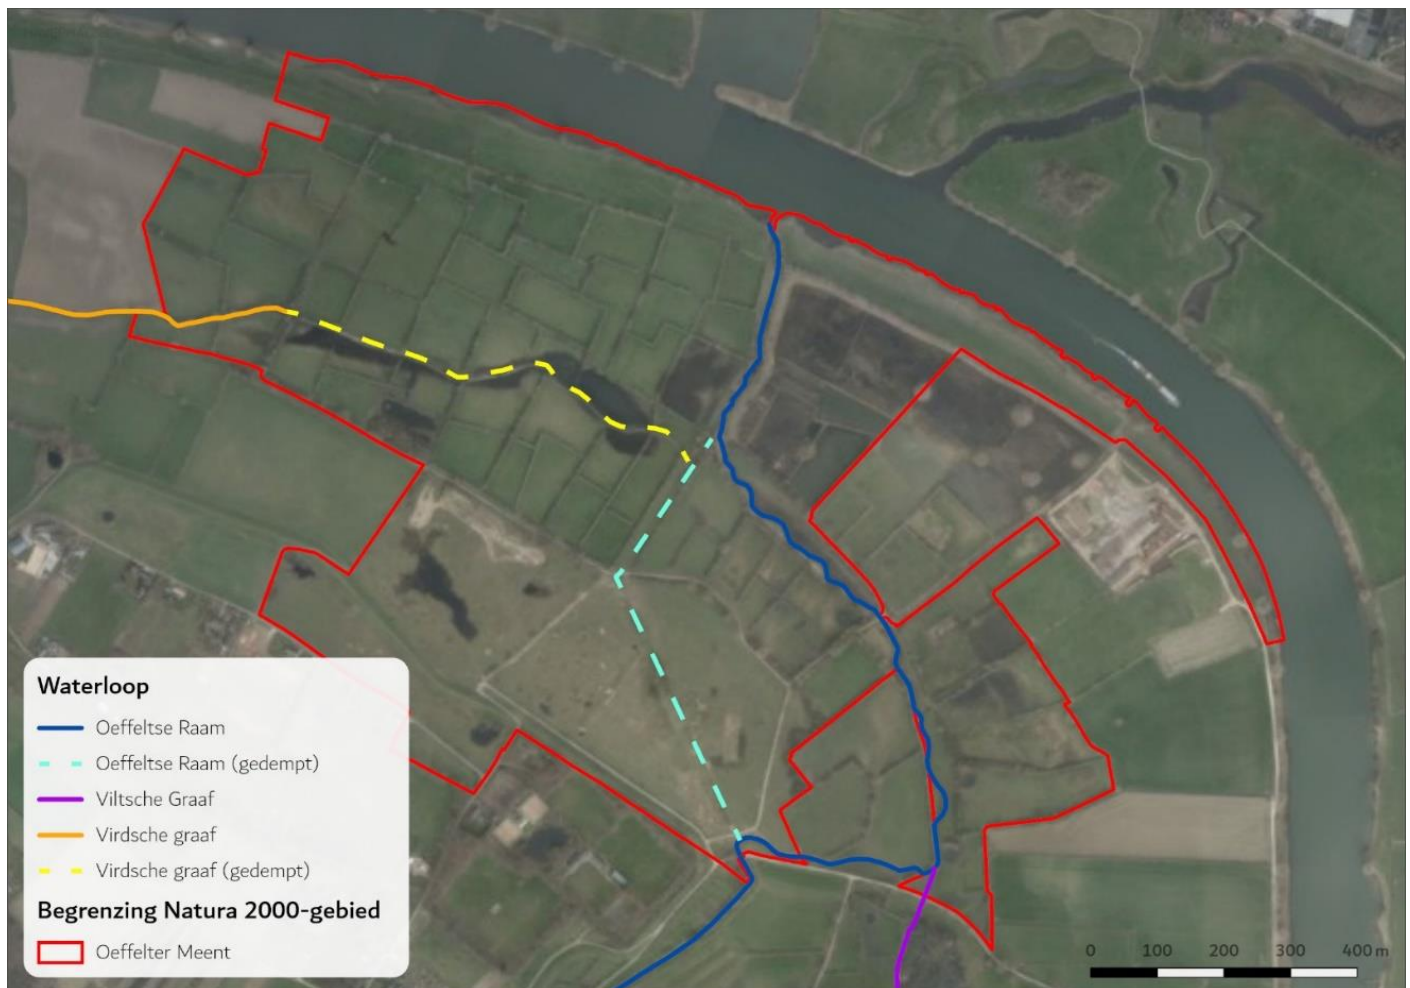 Waterloop
Oeffeltse Raam
Oeffeltse Raam (gedempt)
Viltsche Graaf
Virdsche graaf
Virdsche graaf (gedempt)
Begrenzing Natura 2000-gebied
Oeffelter Meent
0 100 200 300 400 m